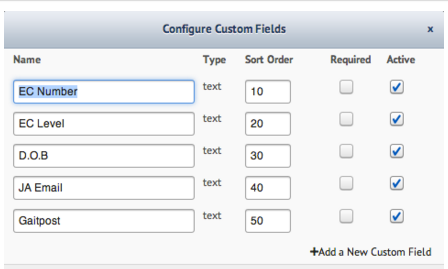 Configure Custom Fields x
Name Type Sort Order Required Active
EC Number text 10
EC Level text 20
D.O.B text 30
JA Email text 40
Gaitpost text 50
+Add a New Custom Field